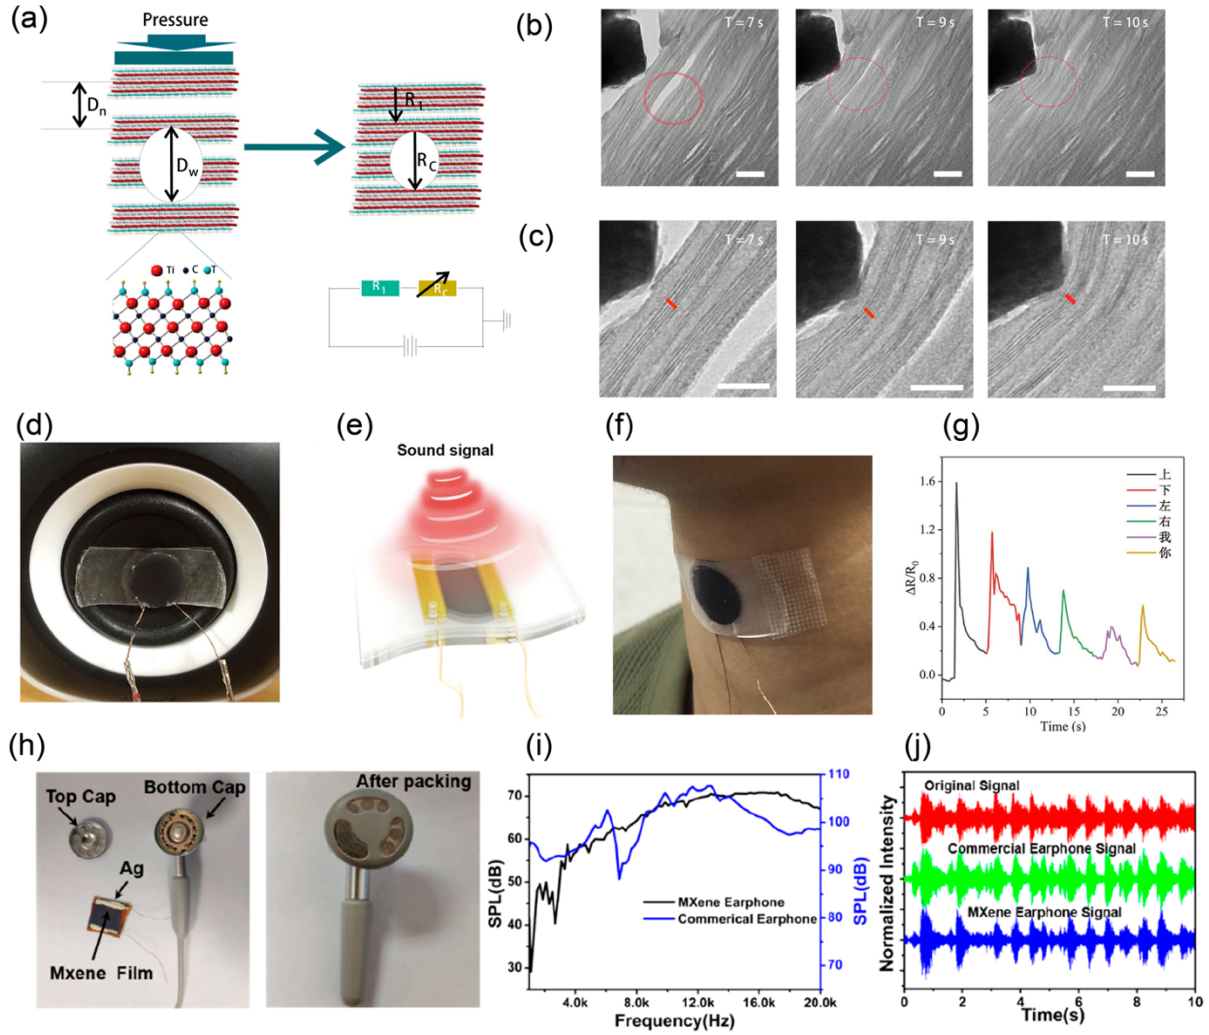 (a)
Pressure
Dn
Dw
R1
RC
Ti C T
R1
Rc
(b)
T = 7 s
T = 9 s
T = 10 s
(c)
T = 7 s
T = 9 s
T = 10 s
(d)
(e)
Sound signal
(f)
(g)
ΔR/R0
1.6
1.2
0.8
0.4
0.0
0
5
10
15
20
25
Time (s)
上
下
左
右
我
你
(h)
Top Cap
Bottom Cap
Ag
Mxene Film
After packing
(i)
SPL(dB)
70
60
50
40
30
4.0k
8.0k
12.0k
16.0k
20.0k
Frequency(Hz)
110
100
90
80
70
SPL(dB)
MXene Earphone
Commerical Earphone
(j)
Normalized Intensity
Original Signal
Commercial Earphone Signal
MXene Earphone Signal
0
2
4
6
8
10
Time(s)